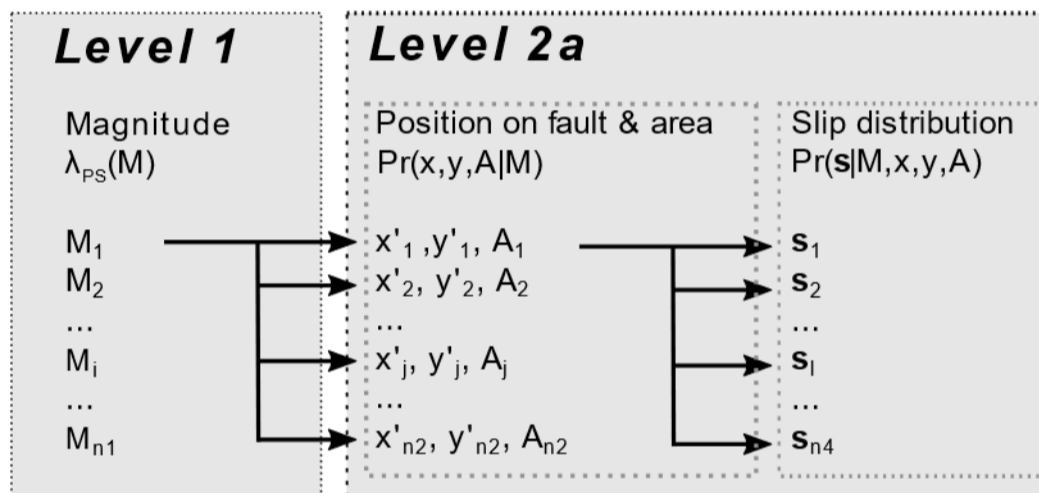 Level 1
Magnitude
λPS(M)
M1
M2
...
Mi
...
Mn1
Level 2a
Position on fault & area
Pr(x,y,A|M)
x'1 ,y'1, A1
x'2, y'2, A2
...
x'j, y'j, Aj
...
x'n2, y'n2, An2
Slip distribution
Pr(s|M,x,y,A)
s1
s2
...
sl
...
sn4